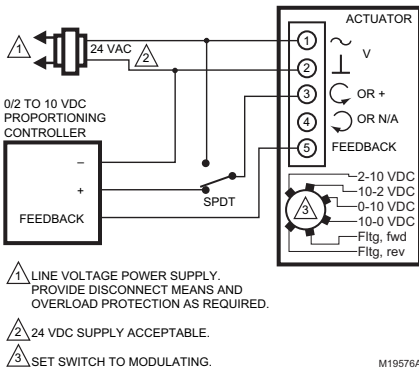 ACTUATOR
1
24 VAC
2
1
V
2
0/2 TO 10 VDC
PROPORTIONING
CONTROLLER
3
OR +
4
OR N/A
5
FEEDBACK
–
+
SPDT
FEEDBACK
3
2-10 VDC
10-2 VDC
0-10 VDC
10-0 VDC
Fltg, fwd
Fltg, rev
1 LINE VOLTAGE POWER SUPPLY.
PROVIDE DISCONNECT MEANS AND
OVERLOAD PROTECTION AS REQUIRED.
2 24 VDC SUPPLY ACCEPTABLE.
3 SET SWITCH TO MODULATING.
M19576A